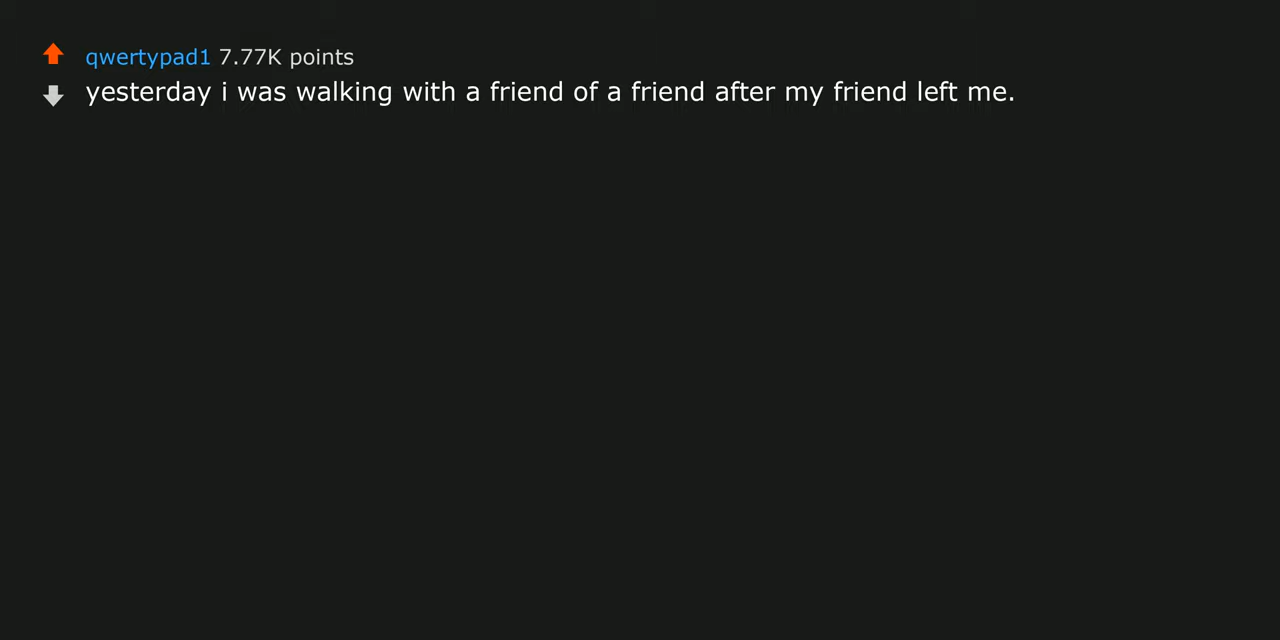 qwertypad1 7.77K points
yesterday i was walking with a friend of a friend after my friend left me.